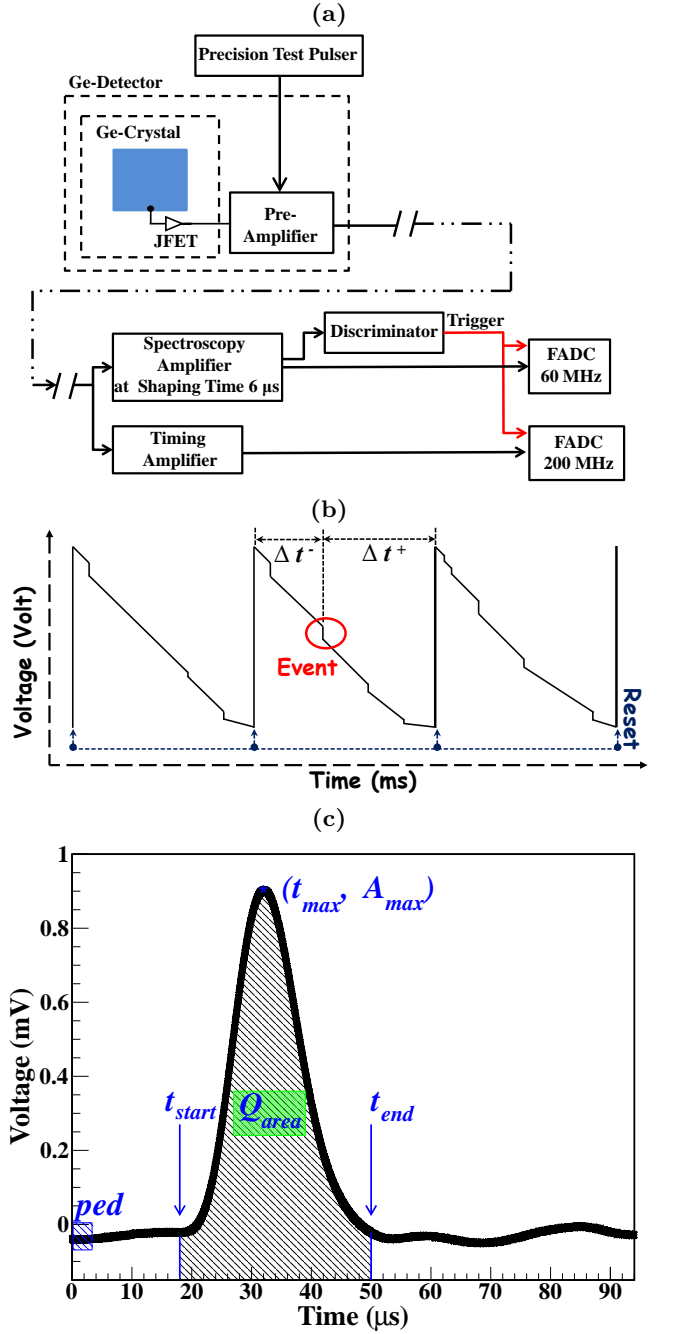 (a)
Precision Test Pulser
Ge-Detector
Ge-Crystal
Pre-
Amplifier
JFET
Discriminator
Trigger
Spectroscopy
Amplifier
at Shaping Time 6 μs
FADC
60 MHz
Timing
Amplifier
FADC
200 MHz
(b)
Voltage (Volt)
Δ t -
Δ t +
Event
Reset
Time (ms)
(c)
Voltage (mV)
1
0.8
0.6
0.4
0.2
0
(t_max, A_max)
t_start
Q_area
t_end
ped
0 10 20 30 40 50 60 70 80 90
Time (μs)